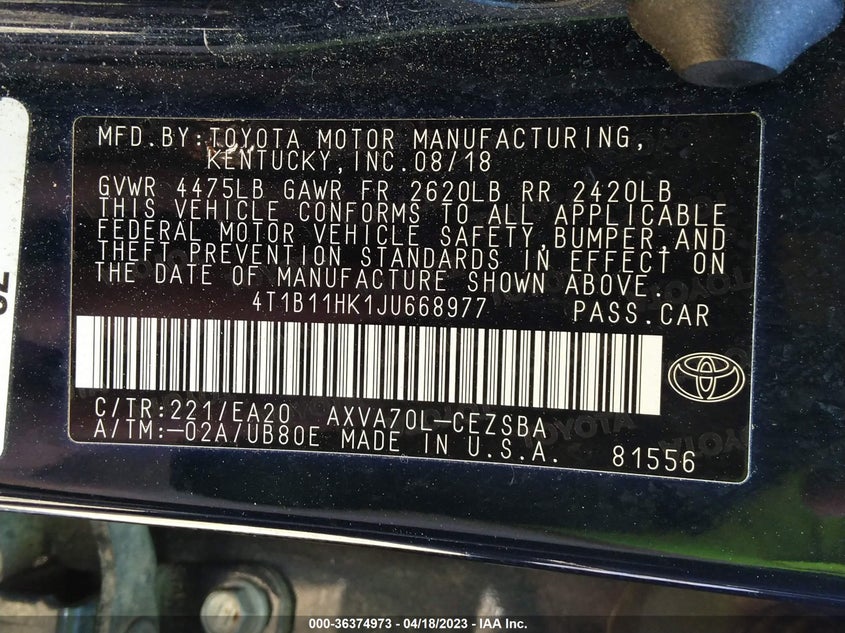 MFD.BY:TOYOTA MOTOR MANUFACTURING,
KENTUCKY,INC.08/18
GVWR 4475LB GAWR FR 2620LB RR 2420LB
THIS VEHICLE CONFORMS TO ALL APPLICABLE
FEDERAL MOTOR VEHICLE SAFETY,BUMPER,AND
THEFT PREVENTION STANDARDS IN EFFECT ON
THE DATE OF MANUFACTURE SHOWN ABOVE.
4T1B11HK1JU668977 PASS.CAR
C/TR:221/EA20 AXVA70L-CEZSBA
A/TM:-02A/UB80E MADE IN U.S.A. 81556
000-36374973 - 04/18/2023 - IAA Inc.